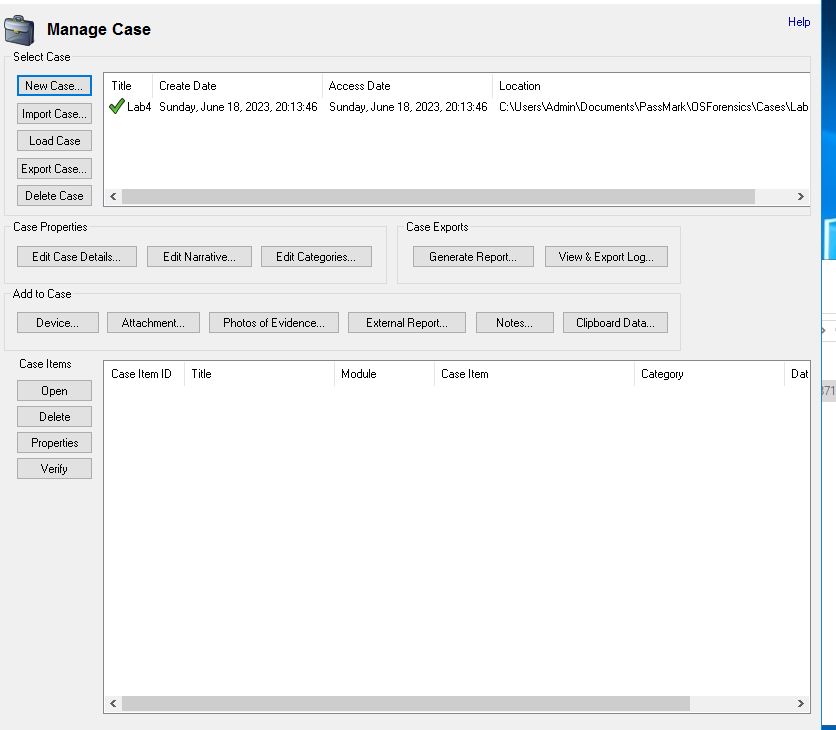 Help
Manage Case
Select Case
New Case...
Import Case...
Load Case
Export Case...
Delete Case
Title Create Date Access Date Location
Lab4 Sunday, June 18, 2023, 20:13:46 Sunday, June 18, 2023, 20:13:46 C:\Users\Admin\Documents\PassMark\OSForensics\Cases\Lab
Case Properties
Edit Case Details... Edit Narrative... Edit Categories...
Case Exports
Generate Report... View & Export Log...
Add to Case
Device... Attachment... Photos of Evidence... External Report... Notes... Clipboard Data...
Case Items
Open
Delete
Properties
Verify
Case Item ID Title Module Case Item Category Dat
371